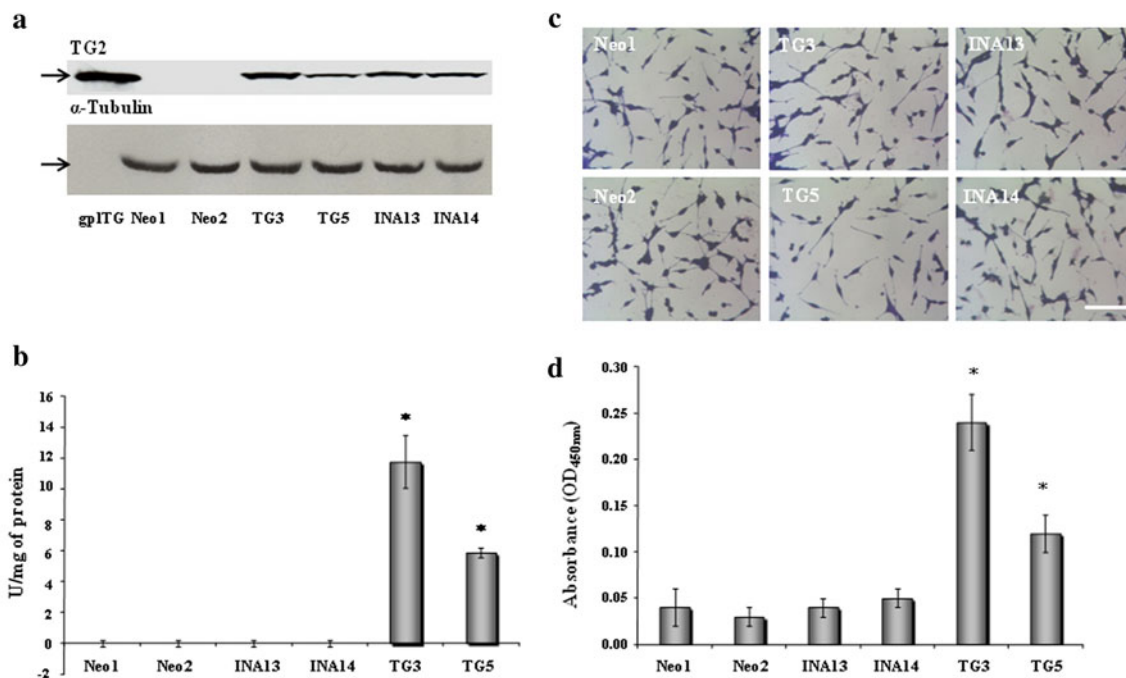 a
TG2
α-Tubulin
gplTG Neo1 Neo2 TG3 TG5 INA13 INA14
c
Neo1 TG3 INA13
Neo2 TG5 INA14
b
U/mg of protein
16
14
12
10
8
6
4
2
0
-2
* *
Neo1 Neo2 INA13 INA14 TG3 TG5
d
Absorbance (OD450nm)
0.30
0.25
0.20
0.15
0.10
0.05
0.00
* *
Neo1 Neo2 INA13 INA14 TG3 TG5